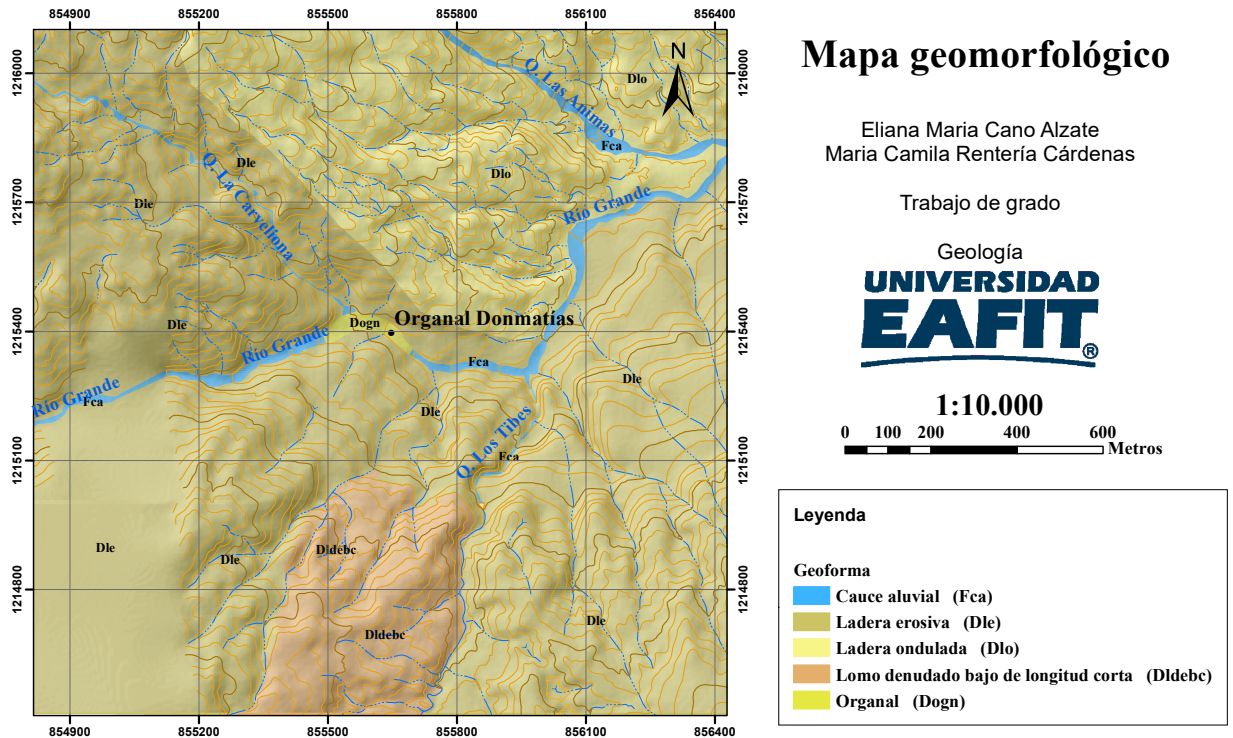 854900 855200 855500 855800 856100 856400
1216000
1215700
1215400
1215100
1214800
N
Q. Las Animas
Dlo
Fca
Dle
Dlo
Q. La Carveliona
Dle
Río Grande
Dle
Dogn
Organal Donmatías
Río Grande
Fca
Dle
Río Grande
Fca
Dle
Q. Los Tibes
Fca
Dle
Dle
Dldebc
Dle
Dldebc
1216000
1215700
1215400
1215100
1214800
854900 855200 855500 855800 856100 856400
Mapa geomorfológico
Eliana Maria Cano Alzate
Maria Camila Rentería Cárdenas
Trabajo de grado
Geología
UNIVERSIDAD
EAFIT®
1:10.000
0 100 200 400 600
Metros
Leyenda
Geoforma
Cauce aluvial (Fca)
Ladera erosiva (Dle)
Ladera ondulada (Dlo)
Lomo denudado bajo de longitud corta (Dldebc)
Organal (Dogn)